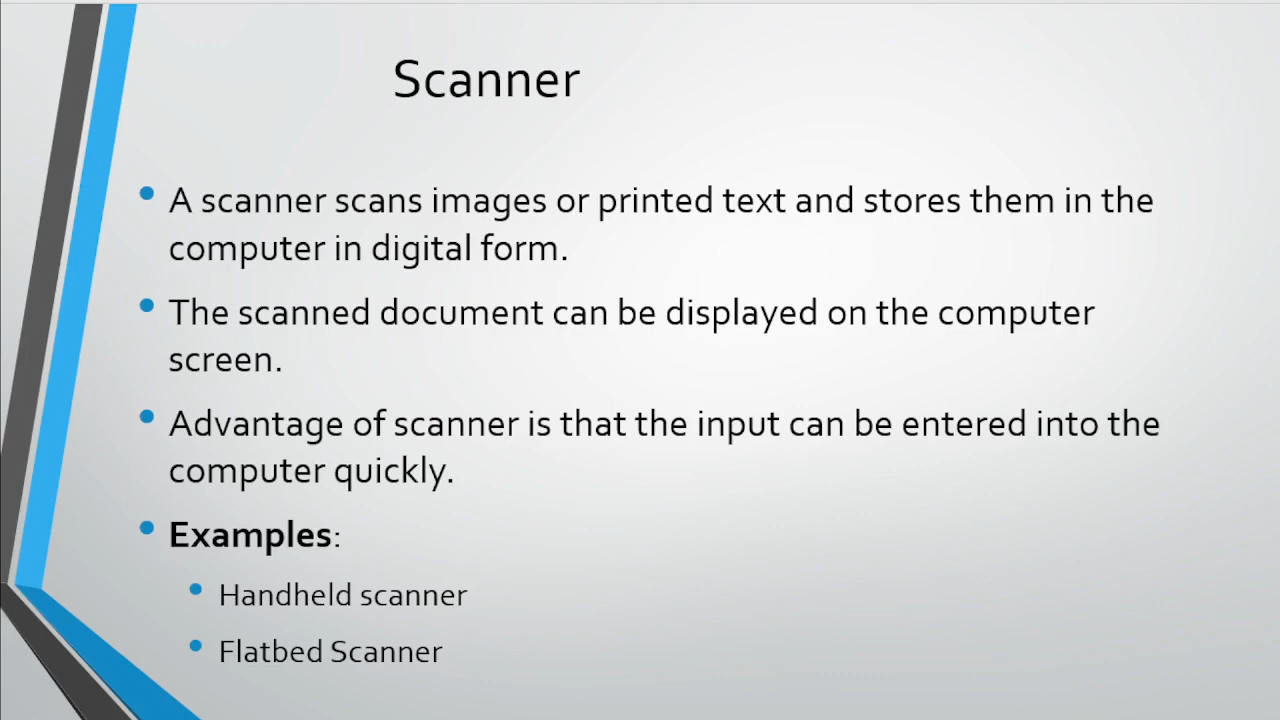 Scanner
• A scanner scans images or printed text and stores them in the
computer in digital form.
• The scanned document can be displayed on the computer
screen.
• Advantage of scanner is that the input can be entered into the
computer quickly.
• Examples:
• Handheld scanner
• Flatbed Scanner